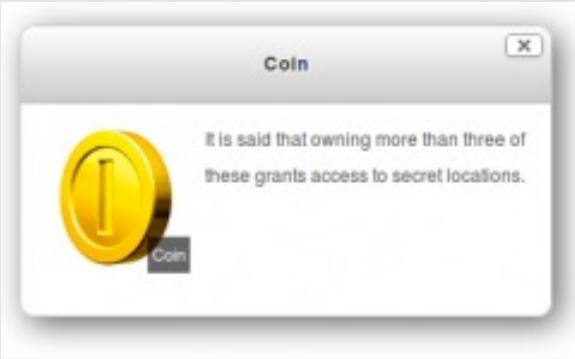 Coin
It is said that owning more than three of
these grants access to secret locations.
Coin